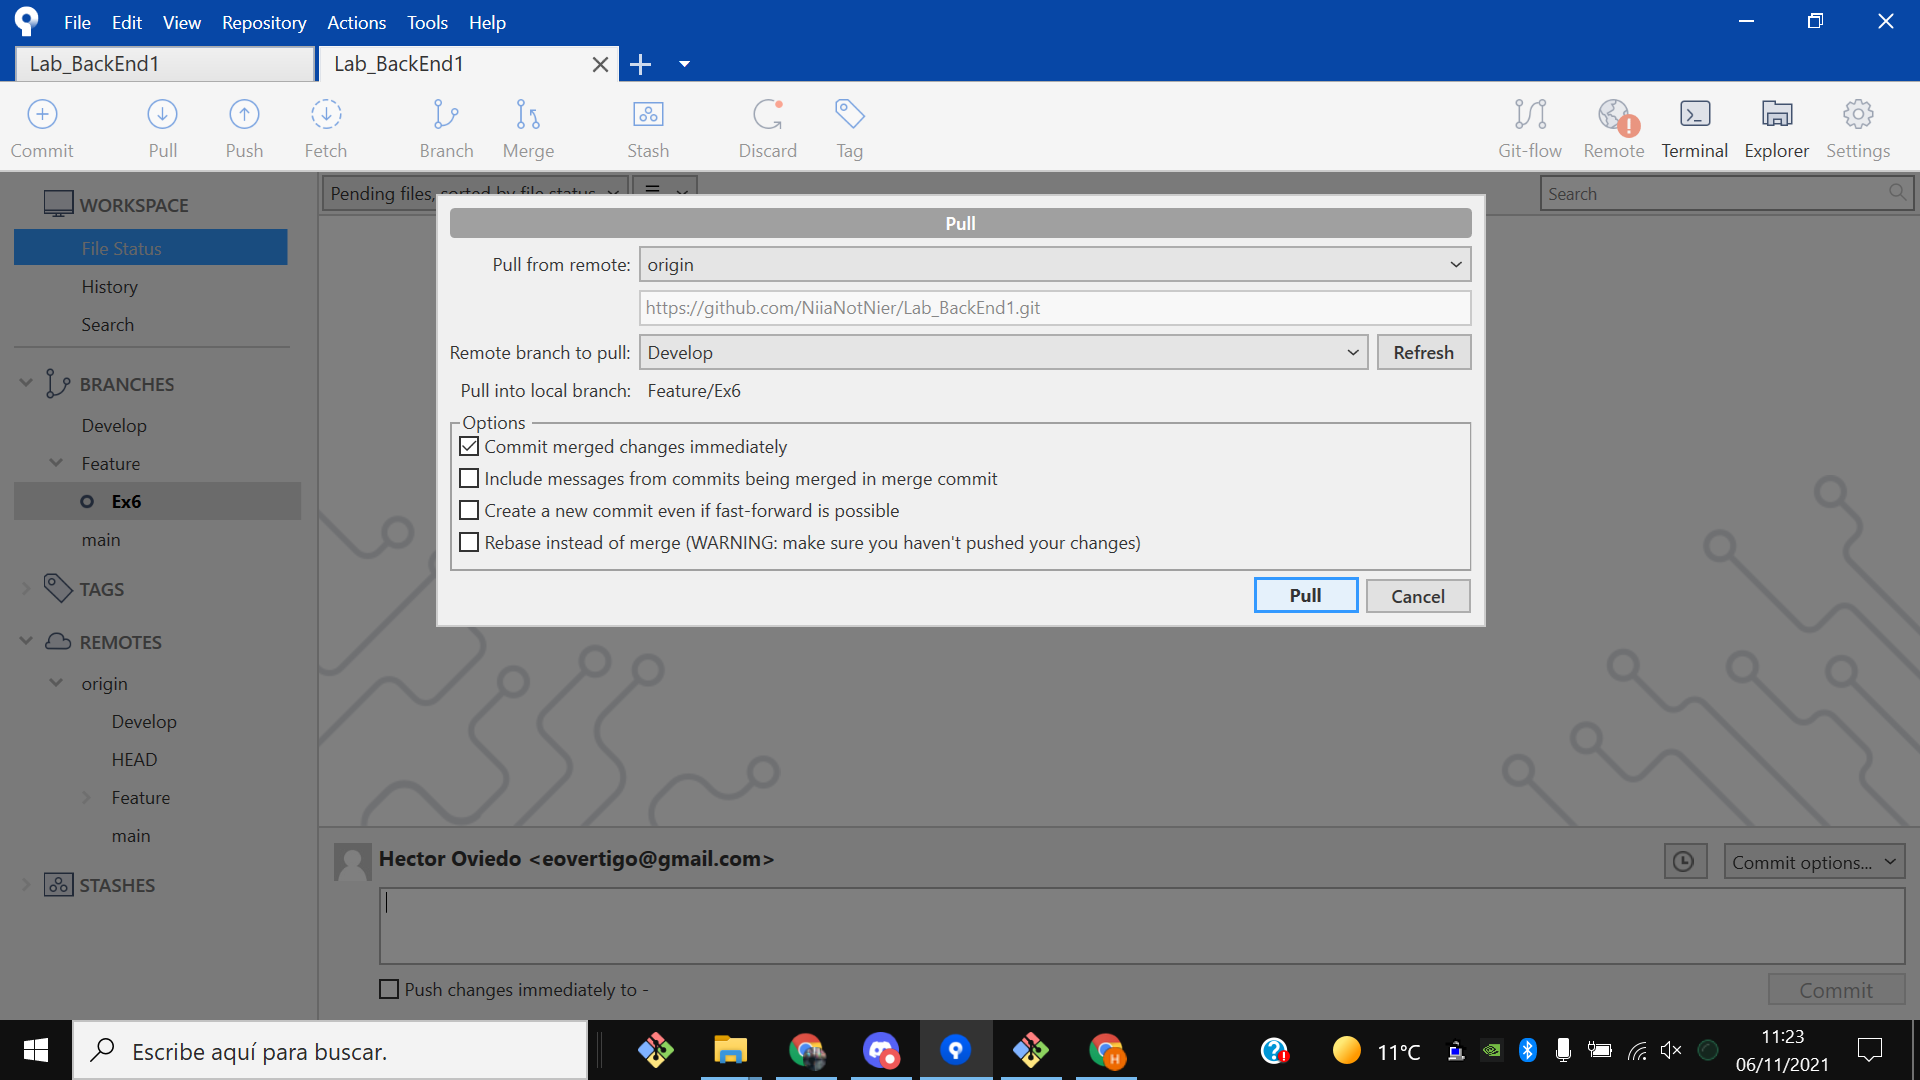 File Edit View Repository Actions Tools Help
Lab_BackEnd1 Lab_BackEnd1
Commit Pull Push Fetch Branch Merge Stash Discard Tag Git-flow Remote Terminal Explorer Settings
Pending files, sorted by file status
Search
WORKSPACE
File Status
History
Search
BRANCHES
Develop
Feature
Ex6
main
TAGS
REMOTES
origin
Develop
HEAD
Feature
main
STASHES
Pull
Pull from remote: origin
https://github.com/NiiaNotNier/Lab_BackEnd1.git
Remote branch to pull: Develop Refresh
Pull into local branch: Feature/Ex6
Options
Commit merged changes immediately
Include messages from commits being merged in merge commit
Create a new commit even if fast-forward is possible
Rebase instead of merge (WARNING: make sure you haven't pushed your changes)
Pull Cancel
Hector Oviedo <eovertigo@gmail.com>
Commit options...
Push changes immediately to -
Commit
Escribe aquí para buscar.
H
11°C
11:23
06/11/2021